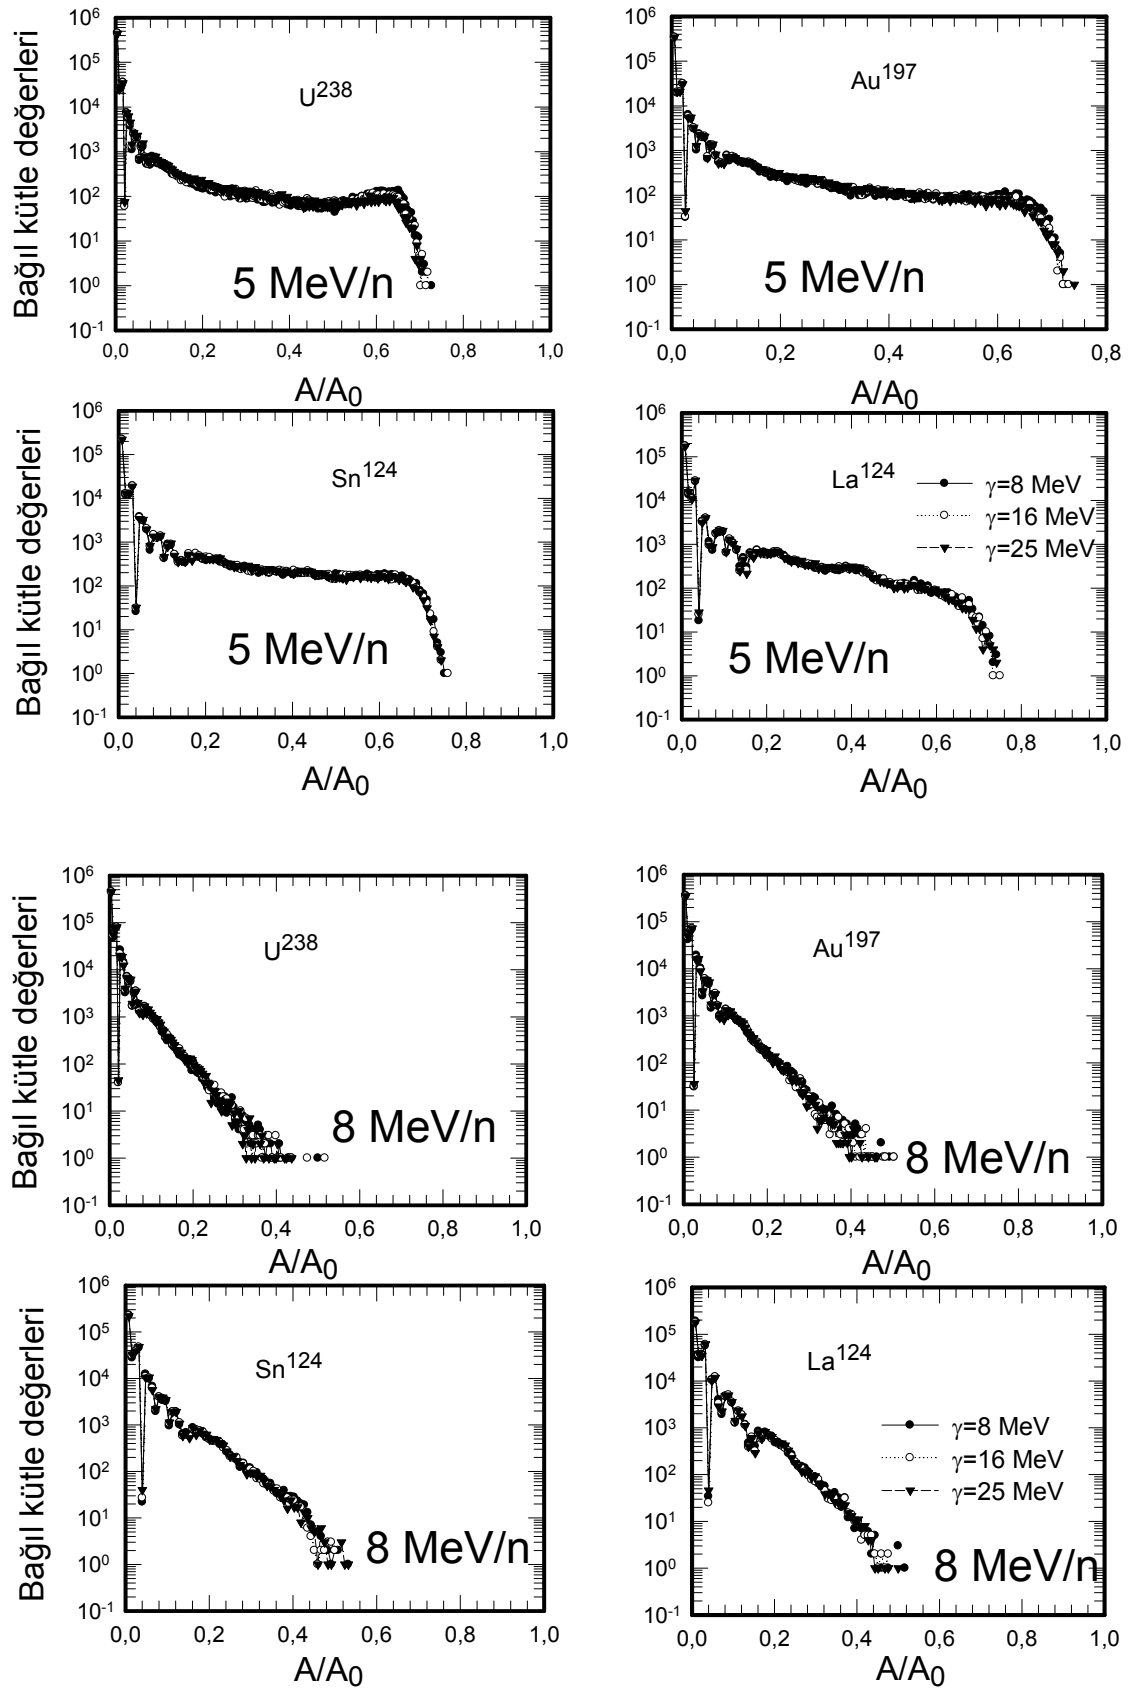 Bağıl kütle değerleri
10^6
10^5
10^4
10^3
10^2
10^1
10^0
10^-1
U^238
5 MeV/n
0,0 0,2 0,4 0,6 0,8 1,0
A/A_0
10^6
10^5
10^4
10^3
10^2
10^1
10^0
10^-1
Au^197
5 MeV/n
0,0 0,2 0,4 0,6 0,8
A/A_0
Bağıl kütle değerleri
10^6
10^5
10^4
10^3
10^2
10^1
10^0
10^-1
Sn^124
5 MeV/n
0,0 0,2 0,4 0,6 0,8 1,0
A/A_0
10^6
10^5
10^4
10^3
10^2
10^1
10^0
10^-1
La^124
γ=8 MeV
γ=16 MeV
γ=25 MeV
5 MeV/n
0,0 0,2 0,4 0,6 0,8 1,0
A/A_0
Bağıl kütle değerleri
10^6
10^5
10^4
10^3
10^2
10^1
10^0
10^-1
U^238
8 MeV/n
0,0 0,2 0,4 0,6 0,8 1,0
A/A_0
10^6
10^5
10^4
10^3
10^2
10^1
10^0
10^-1
Au^197
8 MeV/n
0,0 0,2 0,4 0,6 0,8 1,0
A/A_0
Bağıl kütle değerleri
10^6
10^5
10^4
10^3
10^2
10^1
10^0
10^-1
Sn^124
8 MeV/n
0,0 0,2 0,4 0,6 0,8 1,0
A/A_0
10^6
10^5
10^4
10^3
10^2
10^1
10^0
10^-1
La^124
γ=8 MeV
γ=16 MeV
γ=25 MeV
8 MeV/n
0,0 0,2 0,4 0,6 0,8 1,0
A/A_0